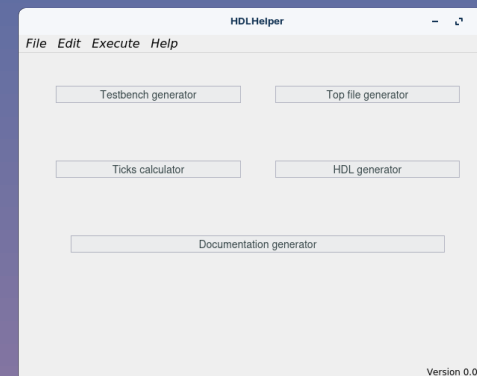 HDLHelper
File Edit Execute Help
Testbench generator Top file generator
Ticks calculator HDL generator
Documentation generator
Version 0.0